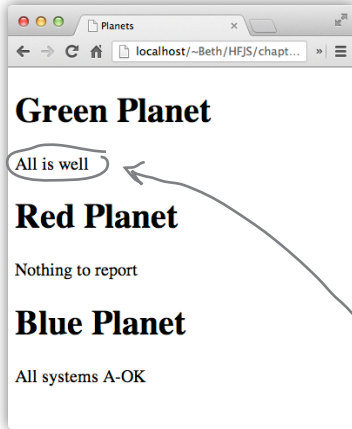 Planets
localhost/~Beth/HFJS/chapt...
Green Planet
All is well
Red Planet
Nothing to report
Blue Planet
All systems A-OK